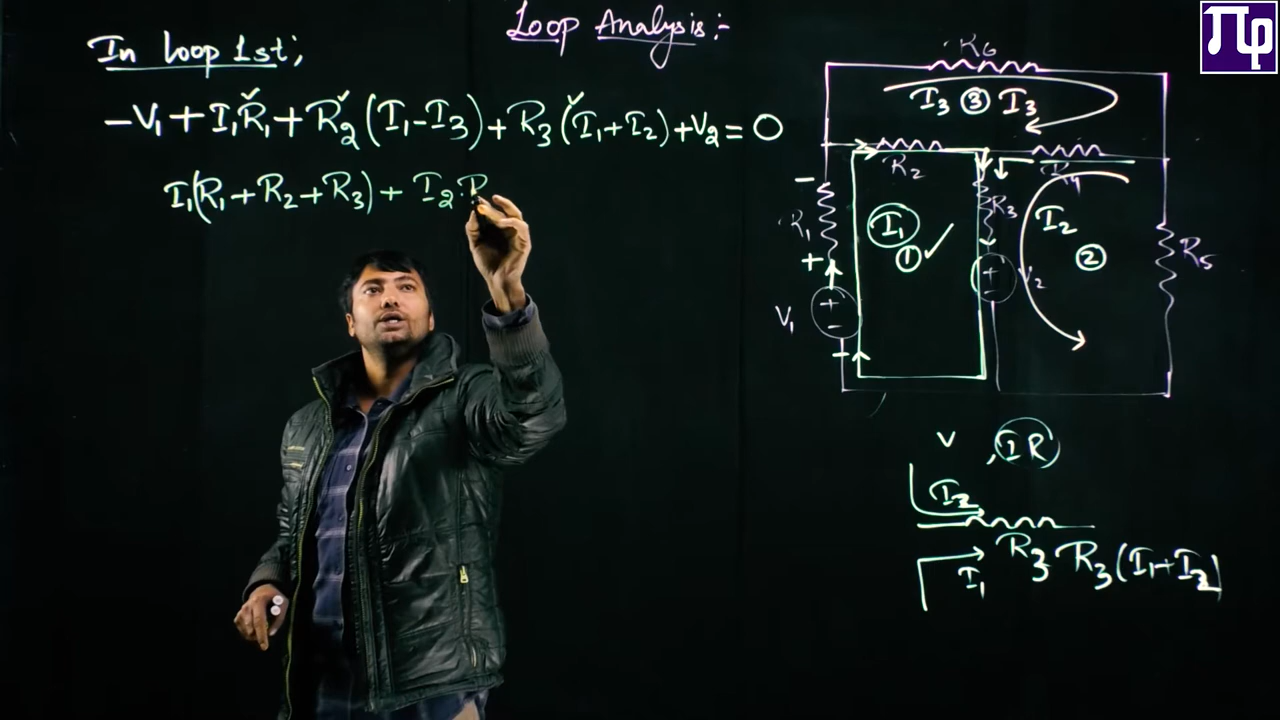 Loop Analysis:-
In loop 1st;
-V₁ + I₁R₁ + R₂(I₁-I₃) + R₃(I₁+I₂) + V₂ = 0
I₁(R₁ + R₂ + R₃) + I₂.R
πφ
R₆
I₃ ③ I₃
R₂
R₄
-
R₁
+
I₁
① ✓
R₃
I₂
②
R₅
V₁
+
-
+
-
V₂
V , IR
I₂
R₃ R₃(I₁+I₂)
I₁